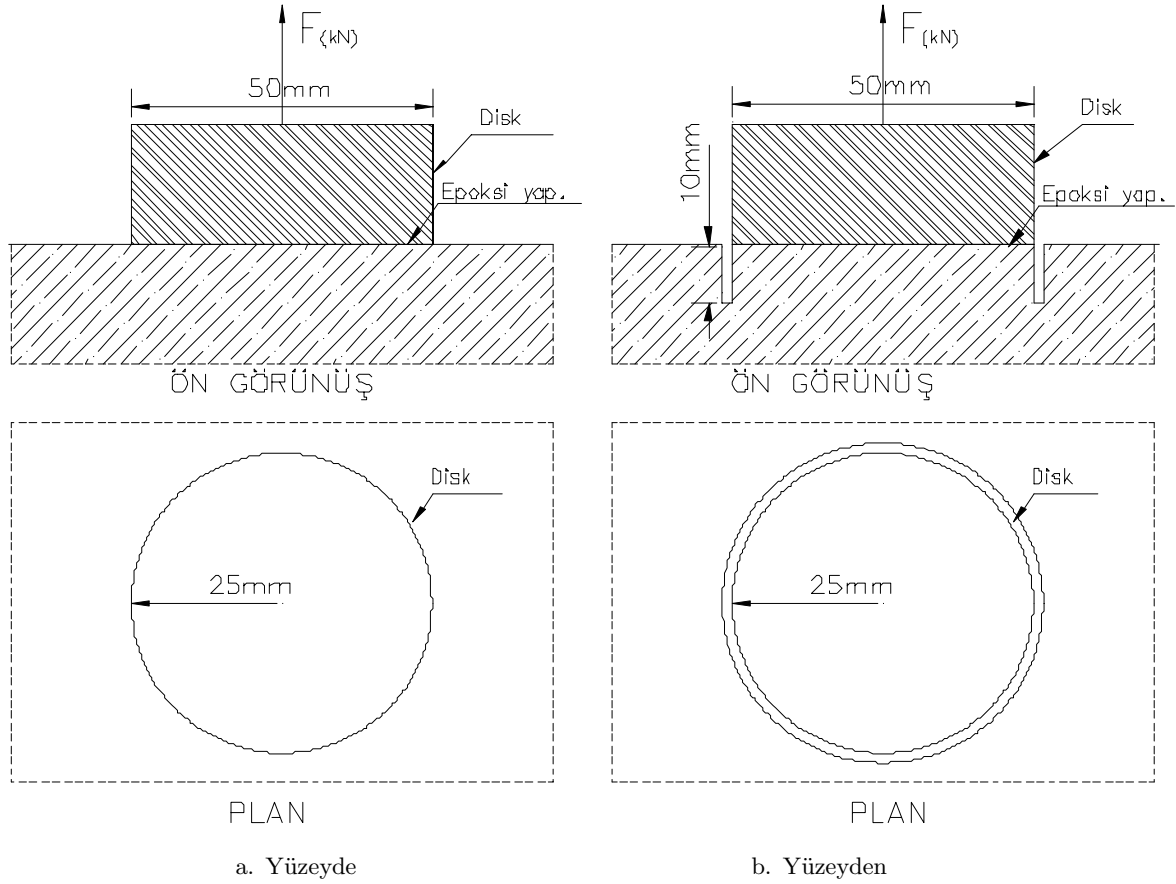 F(kN)
50mm
Disk
Epoksi yap.
ÖN GÖRÜNÜŞ
Disk
25mm
PLAN
a. Yüzeyde
F(kN)
50mm
Disk
10mm
Epoksi yap.
ÖN GÖRÜNÜŞ
Disk
25mm
PLAN
b. Yüzeyden